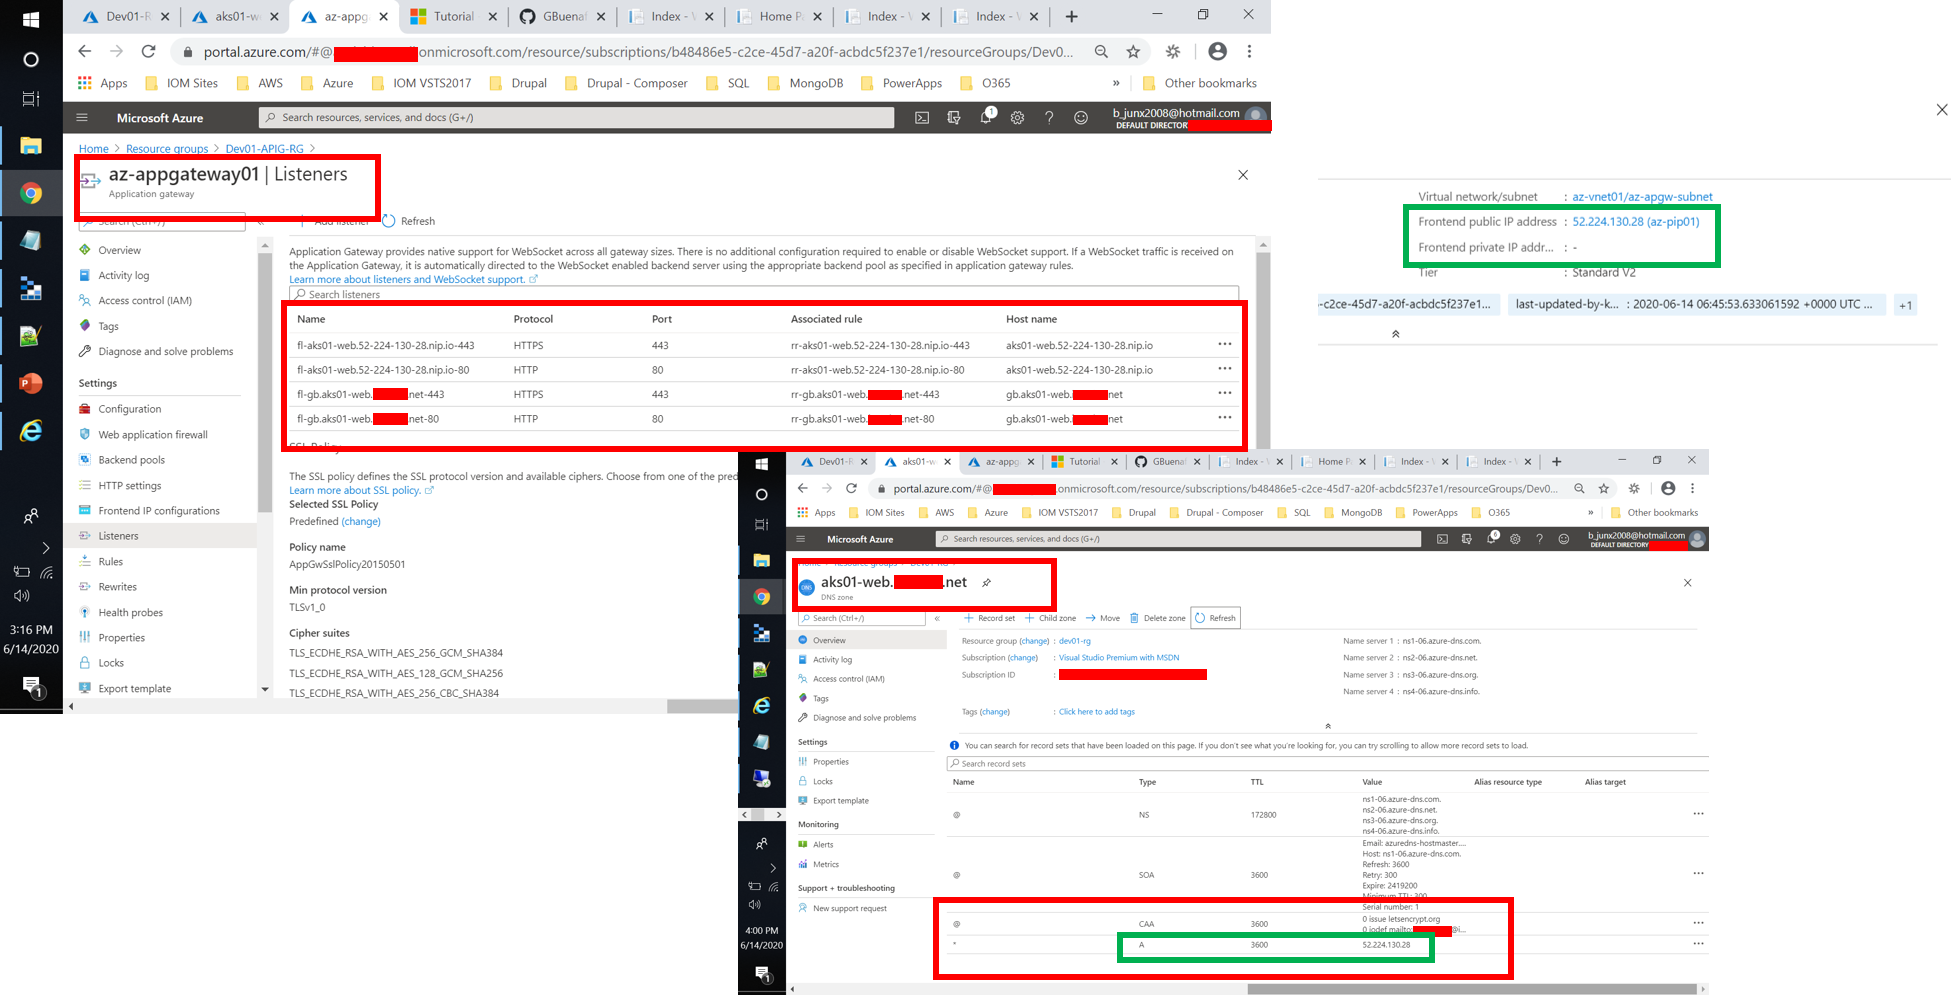 Dev01-R
aks01-w
az-appg
Tutorial
GBuenaf
Index - V
Home P
Index - V
Index - V
portal.azure.com/#@
onmicrosoft.com/resource/subscriptions/b48486e5-c2ce-45d7-a20f-acbdc5f237e1/resourceGroups/Dev0...
Apps
IOM Sites
AWS
Azure
IOM VSTS2017
Drupal
Drupal - Composer
SQL
MongoDB
PowerApps
O365
»
Other bookmarks
Microsoft Azure
Search resources, services, and docs (G+/)
1
b_junx2008@hotmail.com
DEFAULT DIRECTOR
Home > Resource groups > Dev01-APIG-RG >
az-appgateway01 | Listeners
Application gateway
Search (Ctrl+/)
«
Add listener
Refresh
Overview
Activity log
Access control (IAM)
Tags
Diagnose and solve problems
Settings
Configuration
Web application firewall
Backend pools
HTTP settings
Frontend IP configurations
Listeners
Rules
Rewrites
Health probes
Properties
Locks
Export template
Application Gateway provides native support for WebSocket across all gateway sizes. There is no additional configuration required to enable or disable WebSocket support. If a WebSocket traffic is received on
the Application Gateway, it is automatically directed to the WebSocket enabled backend server using the appropriate backend pool as specified in application gateway rules.
Learn more about listeners and WebSocket support.
Search listeners
Name Protocol Port Associated rule Host name
fl-aks01-web.52-224-130-28.nip.io-443 HTTPS 443 rr-aks01-web.52-224-130-28.nip.io-443 aks01-web.52-224-130-28.nip.io ...
fl-aks01-web.52-224-130-28.nip.io-80 HTTP 80 rr-aks01-web.52-224-130-28.nip.io-80 aks01-web.52-224-130-28.nip.io ...
fl-gb.aks01-web. .net-443 HTTPS 443 rr-gb.aks01-web. .net-443 gb.aks01-web. net ...
fl-gb.aks01-web. .net-80 HTTP 80 rr-gb.aks01-web. .net-80 gb.aks01-web. net ...
SSL Policy
The SSL policy defines the SSL protocol version and available ciphers. Choose from one of the pred
Learn more about SSL policy.
Selected SSL Policy
Predefined (change)
Policy name
AppGwSslPolicy20150501
Min protocol version
TLSv1_0
Cipher suites
TLS_ECDHE_RSA_WITH_AES_256_GCM_SHA384
TLS_ECDHE_RSA_WITH_AES_128_GCM_SHA256
TLS_ECDHE_RSA_WITH_AES_256_CBC_SHA384
3:16 PM
6/14/2020
1
Virtual network/subnet : az-vnet01/az-apgw-subnet
Frontend public IP address : 52.224.130.28 (az-pip01)
Frontend private IP addr... : -
Tier : Standard V2
-c2ce-45d7-a20f-acbdc5f237e1...
last-updated-by-k... : 2020-06-14 06:45:53.633061592 +0000 UTC ...
+1
Dev01-R
aks01-w
az-appg
Tutorial
GBuenaf
Index - V
Home P
Index - V
Index - V
portal.azure.com/#@
.onmicrosoft.com/resource/subscriptions/b48486e5-c2ce-45d7-a20f-acbdc5f237e1/resourceGroups/Dev0...
Apps
IOM Sites
AWS
Azure
IOM VSTS2017
Drupal
Drupal - Composer
SQL
MongoDB
PowerApps
O365
»
Other bookmarks
Microsoft Azure
Search resources, services, and docs (G+/)
6
b_junx2008@hotmail.com
DEFAULT DIRECTORY
Home > Resource groups > Dev01-RG >
aks01-web. .net
DNS
DNS zone
Search (Ctrl+/)
«
Record set
Child zone
Move
Delete zone
Refresh
Overview
Activity log
Access control (IAM)
Tags
Diagnose and solve problems
Settings
Properties
Locks
Export template
Monitoring
Alerts
Metrics
Support + troubleshooting
New support request
Resource group (change) : dev01-rg
Subscription (change) : Visual Studio Premium with MSDN
Subscription ID :
Tags (change) : Click here to add tags
Name server 1 : ns1-06.azure-dns.com.
Name server 2 : ns2-06.azure-dns.net.
Name server 3 : ns3-06.azure-dns.org.
Name server 4 : ns4-06.azure-dns.info.
You can search for record sets that have been loaded on this page. If you don't see what you're looking for, you can try scrolling to allow more record sets to load.
Search record sets
Name Type TTL Value Alias resource type Alias target
ns1-06.azure-dns.com.
ns2-06.azure-dns.net.
@ NS 172800 ns3-06.azure-dns.org. ...
ns4-06.azure-dns.info.
Email: azuredns-hostmaster....
Host: ns1-06.azure-dns.com.
Refresh: 3600
@ SOA 3600 Retry: 300 ...
Expire: 2419200
Minimum TTL: 300
Serial number: 1
@ CAA 3600 0 issue letsencrypt.org ...
0 iodef mailto: @i...
* A 3600 52.224.130.28 ...
4:00 PM
6/14/2020
1